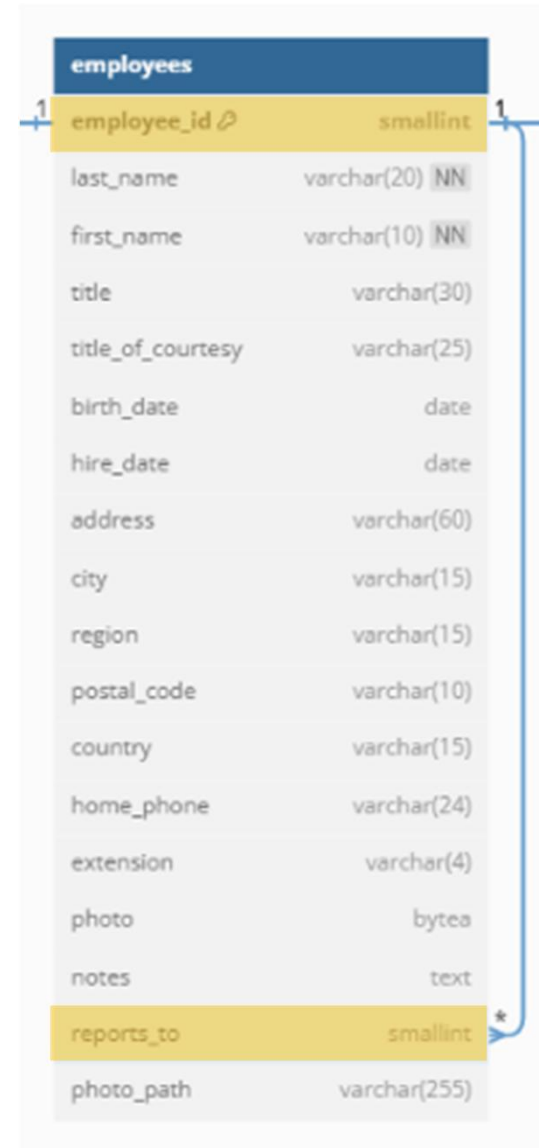 employees
1 employee_id smallint 1
last_name varchar(20) NN
first_name varchar(10) NN
title varchar(30)
title_of_courtesy varchar(25)
birth_date date
hire_date date
address varchar(60)
city varchar(15)
region varchar(15)
postal_code varchar(10)
country varchar(15)
home_phone varchar(24)
extension varchar(4)
photo bytea
notes text
reports_to smallint *
photo_path varchar(255)